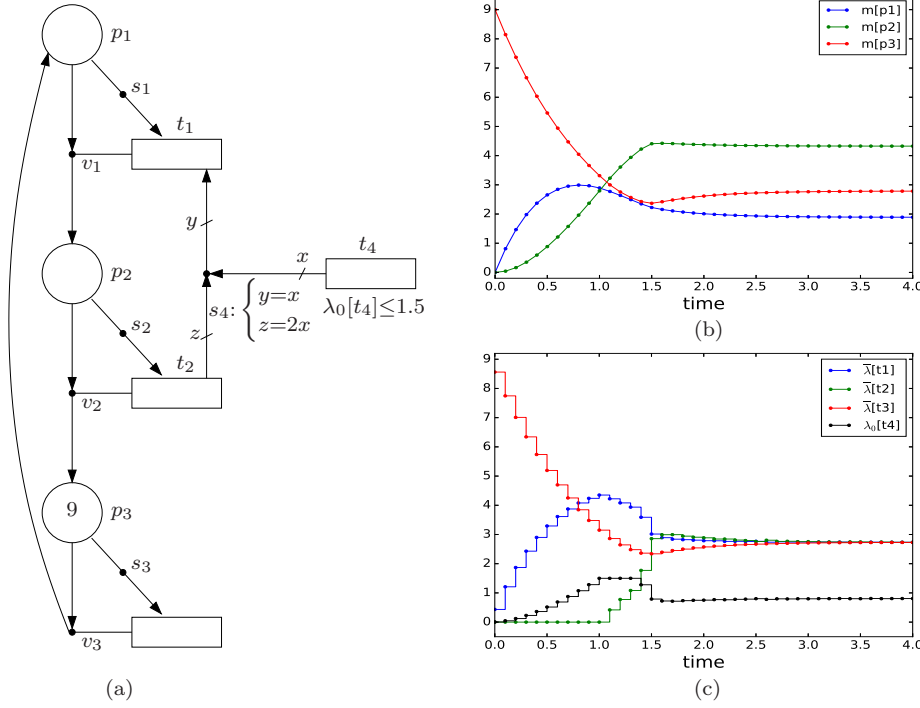 p₁
s₁
t₁
v₁
y
x
t₄
p₂
s₄: { y=x
z=2x
λ₀[t₄]≤1.5
s₂
z
t₂
v₂
9
p₃
s₃
v₃
(a)
m[p1]
m[p2]
m[p3]
9
8
7
6
5
4
3
2
1
0
0.0 0.5 1.0 1.5 2.0 2.5 3.0 3.5 4.0
time
(b)
λ̅[t1]
λ̅[t2]
λ̅[t3]
λ₀[t4]
9
8
7
6
5
4
3
2
1
0
0.0 0.5 1.0 1.5 2.0 2.5 3.0 3.5 4.0
time
(c)